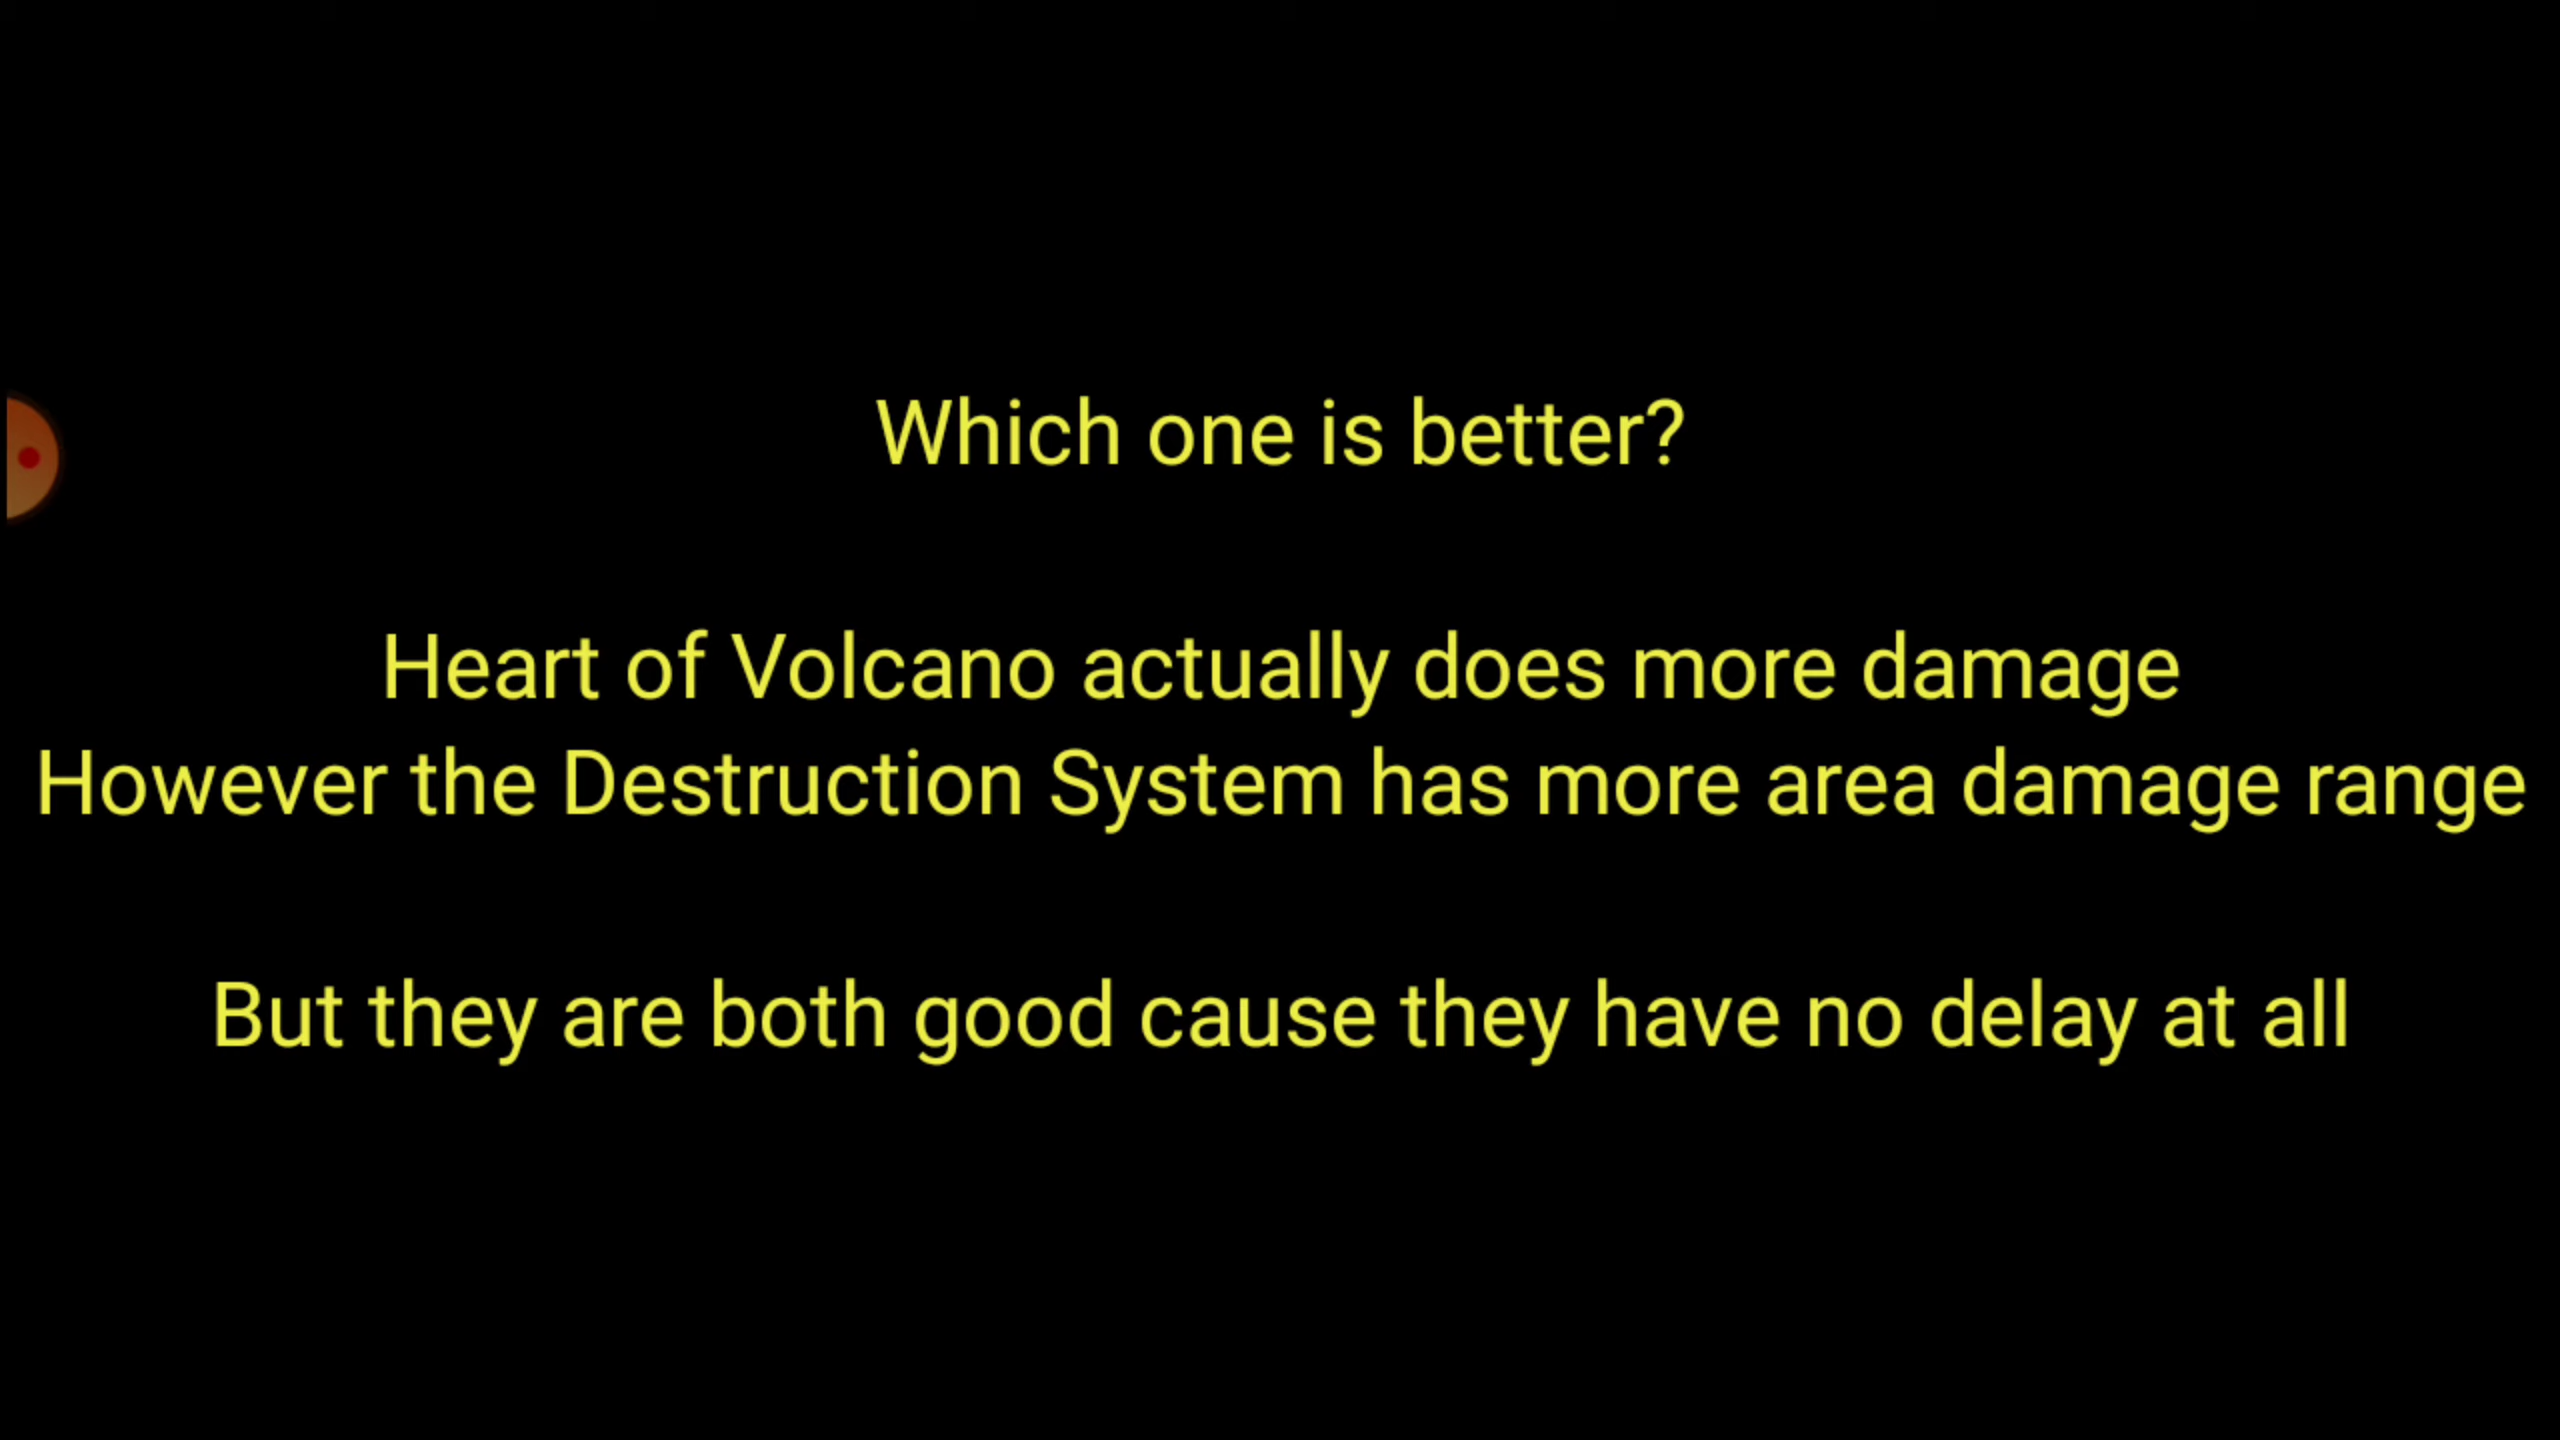 Which one is better?
Heart of Volcano actually does more damage
However the Destruction System has more area damage range
But they are both good cause they have no delay at all